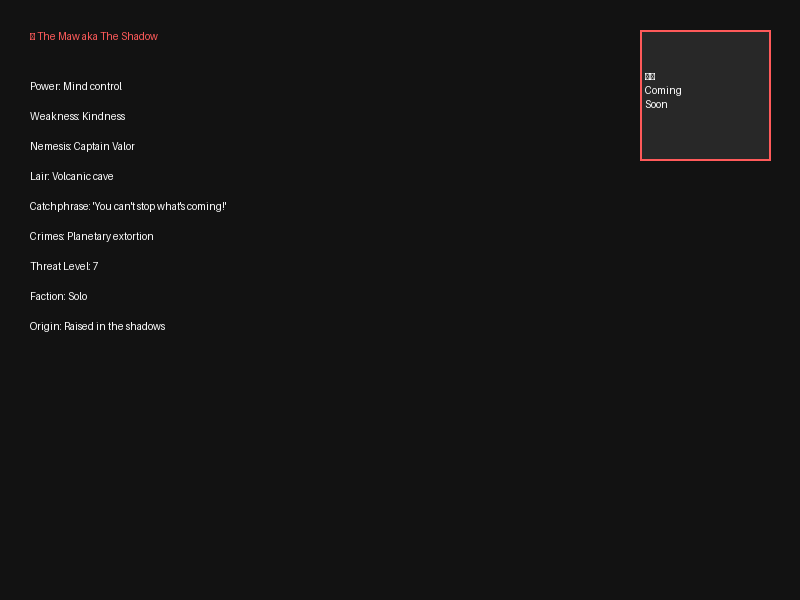 The Maw aka The Shadow
Power: Mind control
Weakness: Kindness
Nemesis: Captain Valor
Lair: Volcanic cave
Catchphrase: 'You can't stop what's coming!'
Crimes: Planetary extortion
Threat Level: 7
Faction: Solo
Origin: Raised in the shadows
Coming
Soon